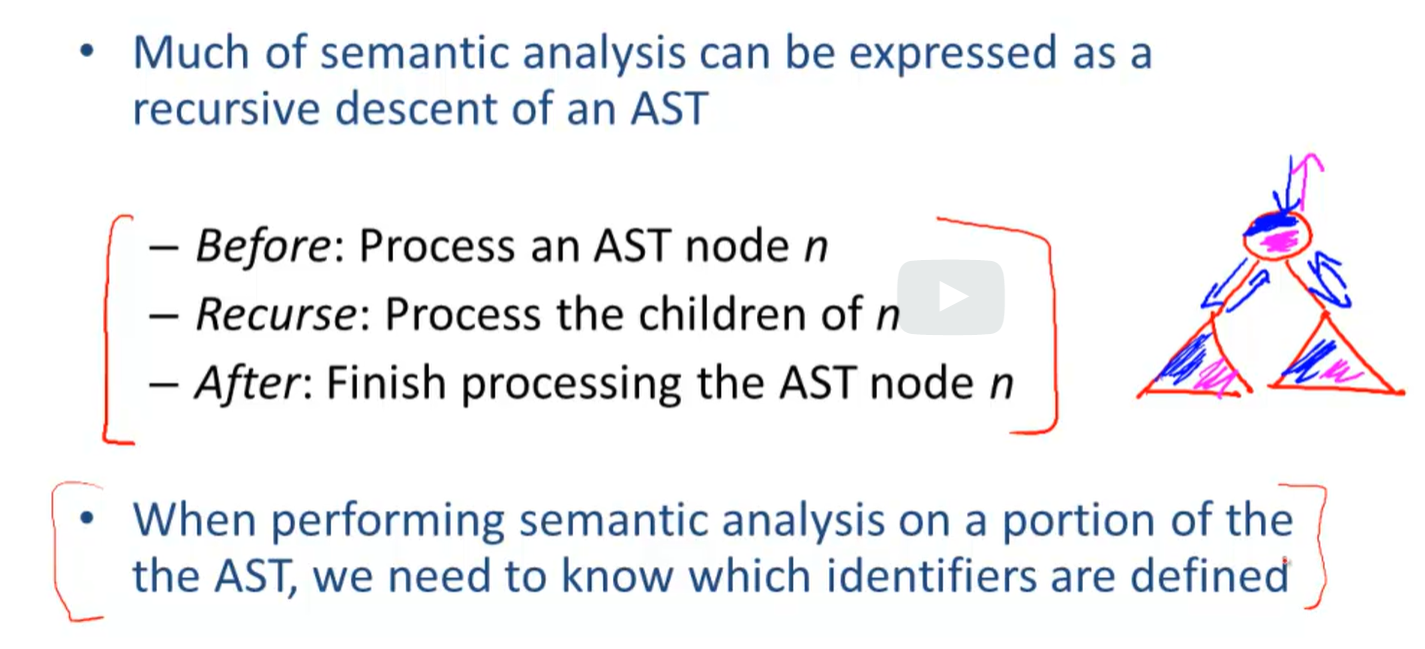 • Much of semantic analysis can be expressed as a
recursive descent of an AST
– Before: Process an AST node n
– Recurse: Process the children of n
– After: Finish processing the AST node n
• When performing semantic analysis on a portion of the
the AST, we need to know which identifiers are defined